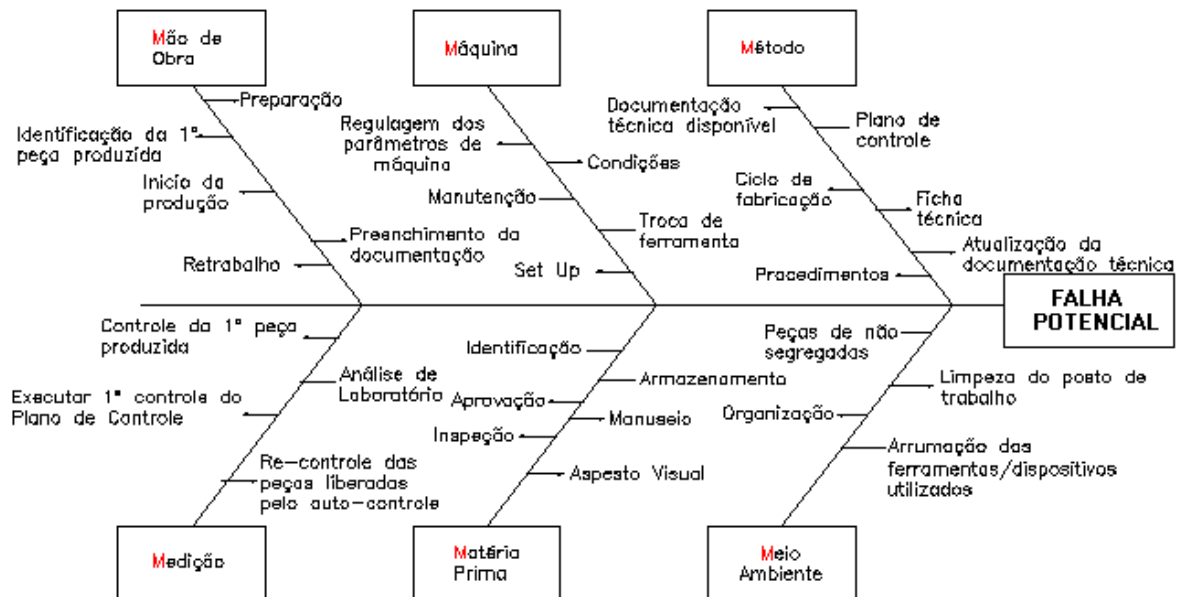 Mão de
Obra
Máquina
Método
Preparação
Identificação da 1ª
peça produzida
Inicio da
produção
Preenchimento da
documentação
Retrabalho
Regulagem dos
parâmetros de
máquina
Condições
Manutenção
Troca de
ferramenta
Set Up
Documentação
técnica disponível
Plano de
controle
Ciclo de
fabricação
Ficha
técnica
Atualização da
documentação técnica
Procedimentos
FALHA
POTENCIAL
Controle da 1ª peça
produzida
Análise de
Laboratório
Executar 1ª controle do
Plano de Controle
Re-controle das
peças liberadas
pelo auto-controle
Identificação
Armazenamento
Aprovação
Manuseio
Inspeção
Aspesto Visual
Peças de não
segregadas
Limpeza do posto de
trabalho
Organização
Arrumação das
ferramentas/dispositivos
utilizados
Medição
Matéria
Prima
Meio
Ambiente